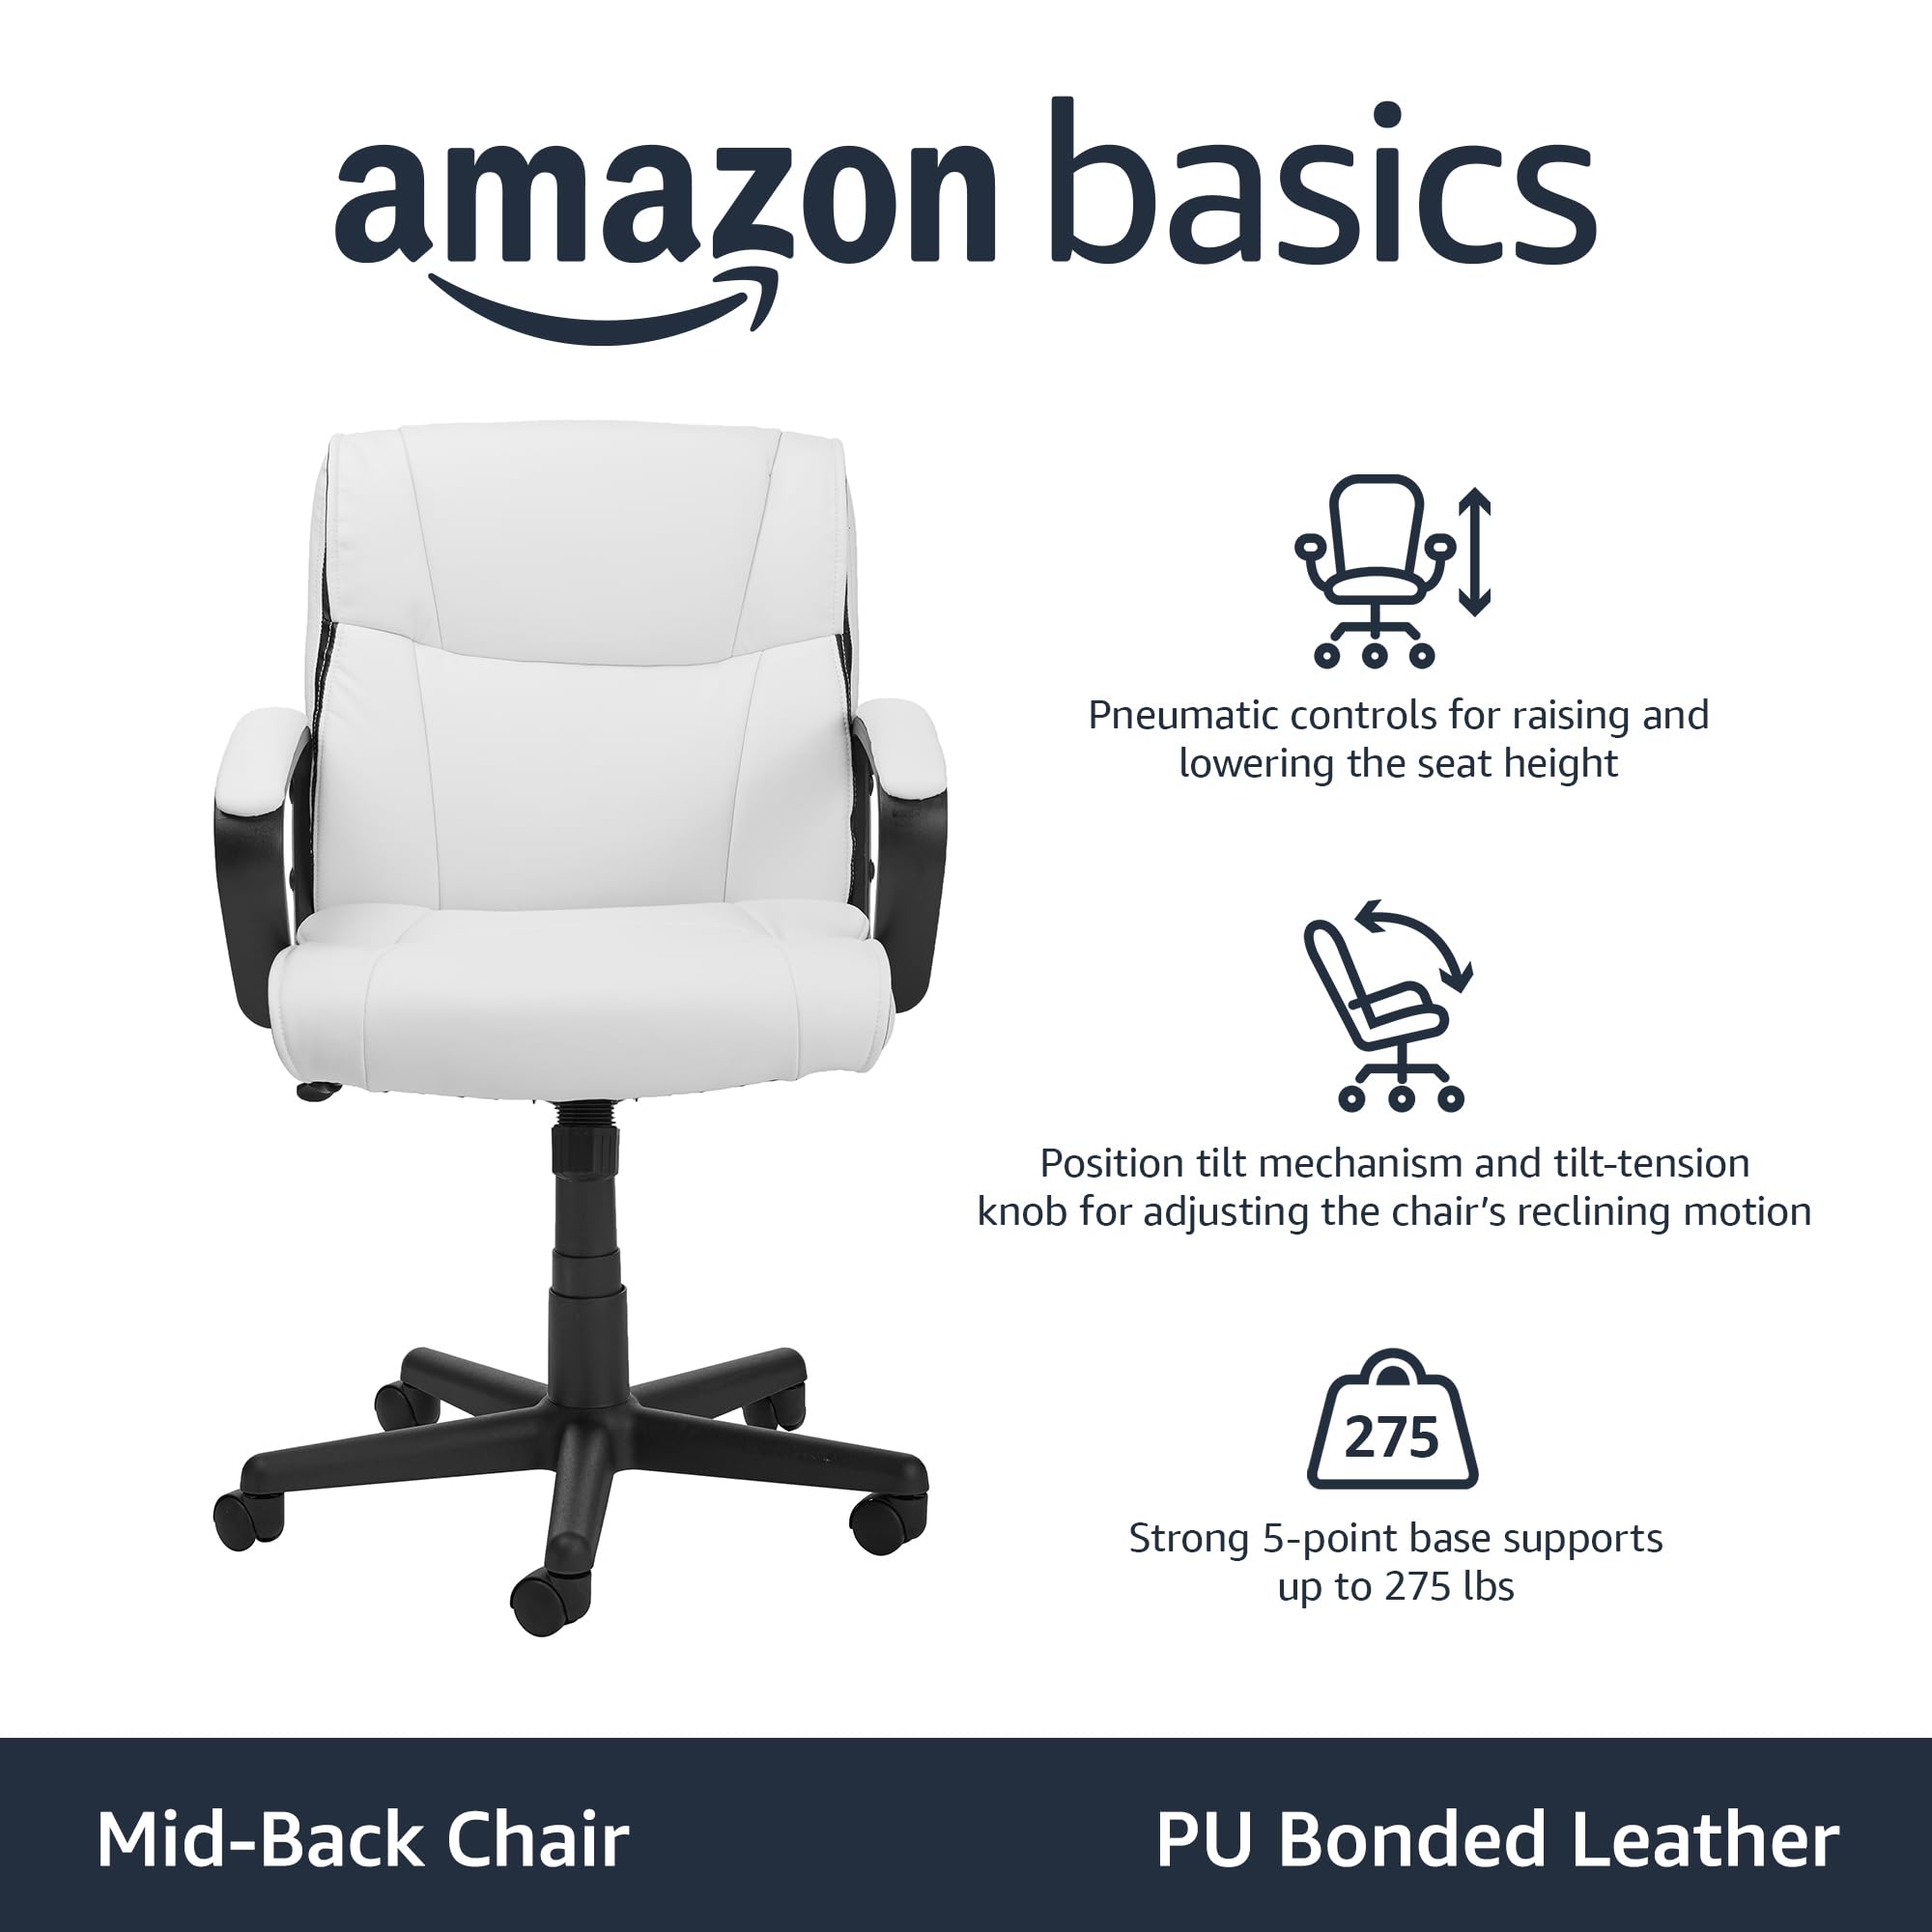 amazon basics
Pneumatic controls for raising and
lowering the seat height
Position tilt mechanism and tilt-tension
knob for adjusting the chair’s reclining motion
275
Strong 5-point base supports
up to 275 lbs
Mid-Back Chair
PU Bonded Leather